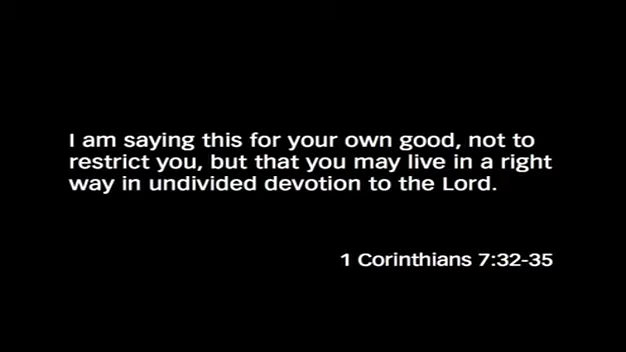 I am saying this for your own good, not to
restrict you, but that you may live in a right
way in undivided devotion to the Lord.
1 Corinthians 7:32-35